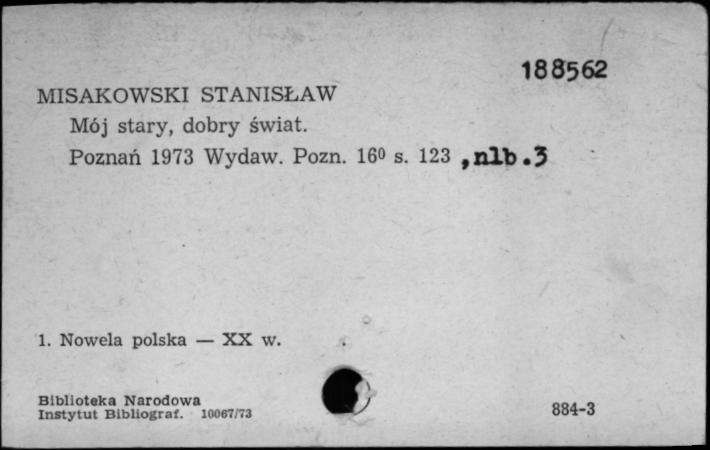 188562
MISAKOWSKI STANISŁAW
Mój stary, dobry świat.
Poznań 1973 Wydaw. Pozn. 16⁰ s. 123 ,nlb.3
1. Nowela polska — XX w.
Biblioteka Narodowa
Instytut Bibliograf. 10067/73
884-3